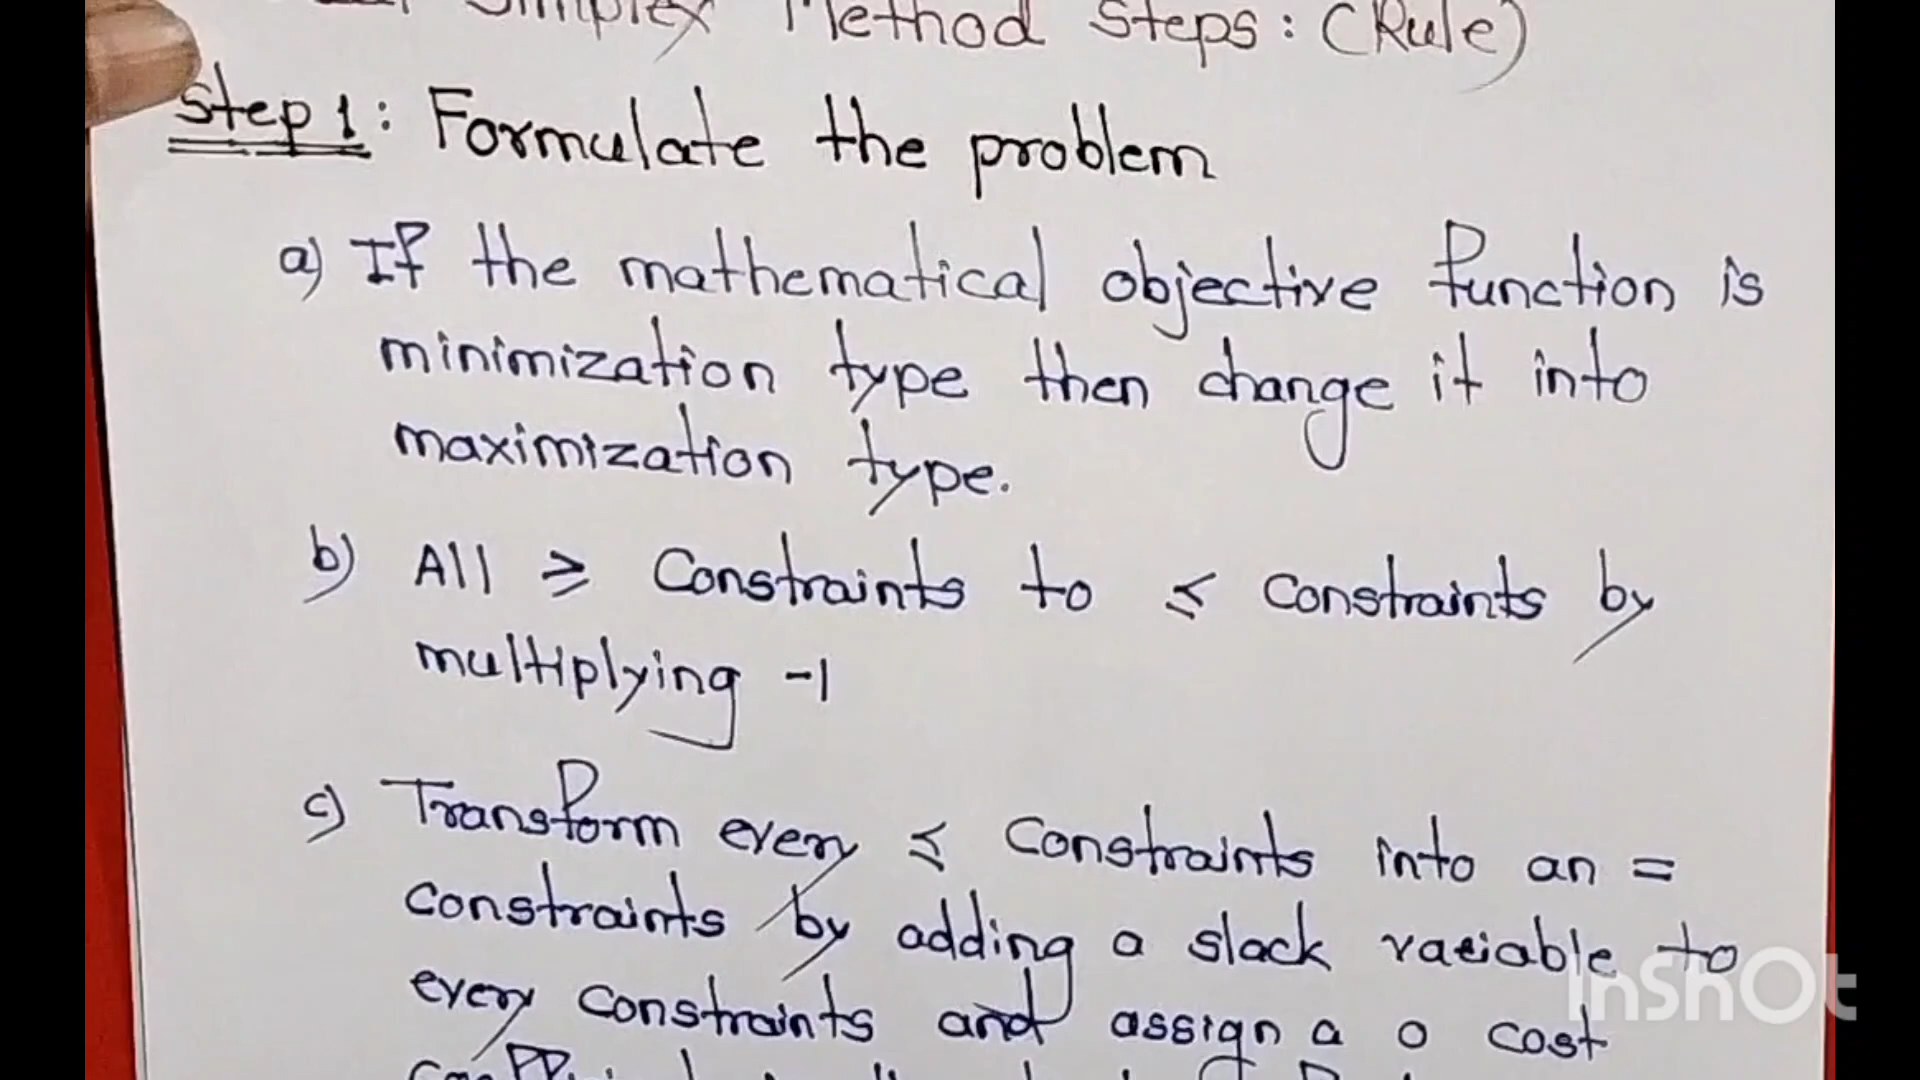 Simplex Method Steps: (Rule)
Step 1: Formulate the problem
a) If the mathematical objective function is
minimization type then change it into
maximization type.
b) All ≥ Constraints to ≤ constraints by
multiplying -1
c) Transform every ≤ constraints into an =
constraints by adding a slack variable to
every constraints and assign a 0 cost
InShOt